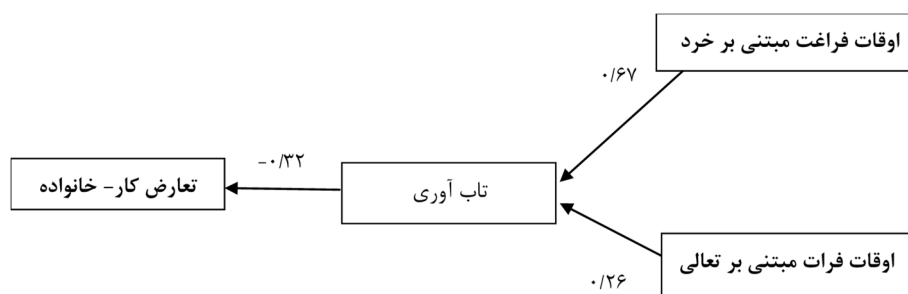 اوقات فراغت مبتنی بر خرد
۰/۶۷
−۰/۳۲
تعارض کار- خانواده
تاب آوری
اوقات فرات مبتنی بر تعالی
۰/۲۶